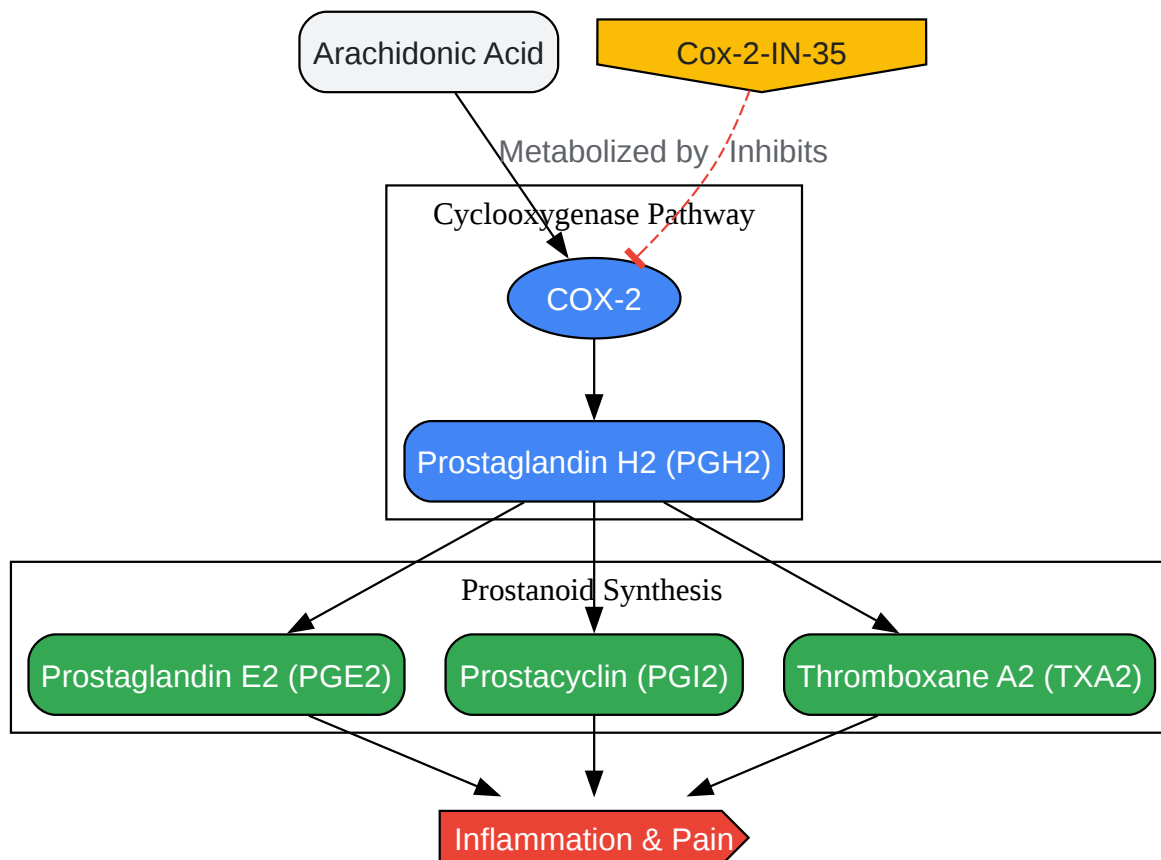 Arachidonic Acid
Cox-2-IN-35
Metabolized by
Inhibits
Cyclooxygenase Pathway
COX-2
Prostaglandin H2 (PGH2)
Prostanoid Synthesis
Prostaglandin E2 (PGE2)
Prostacyclin (PGI2)
Thromboxane A2 (TXA2)
Inflammation & Pain